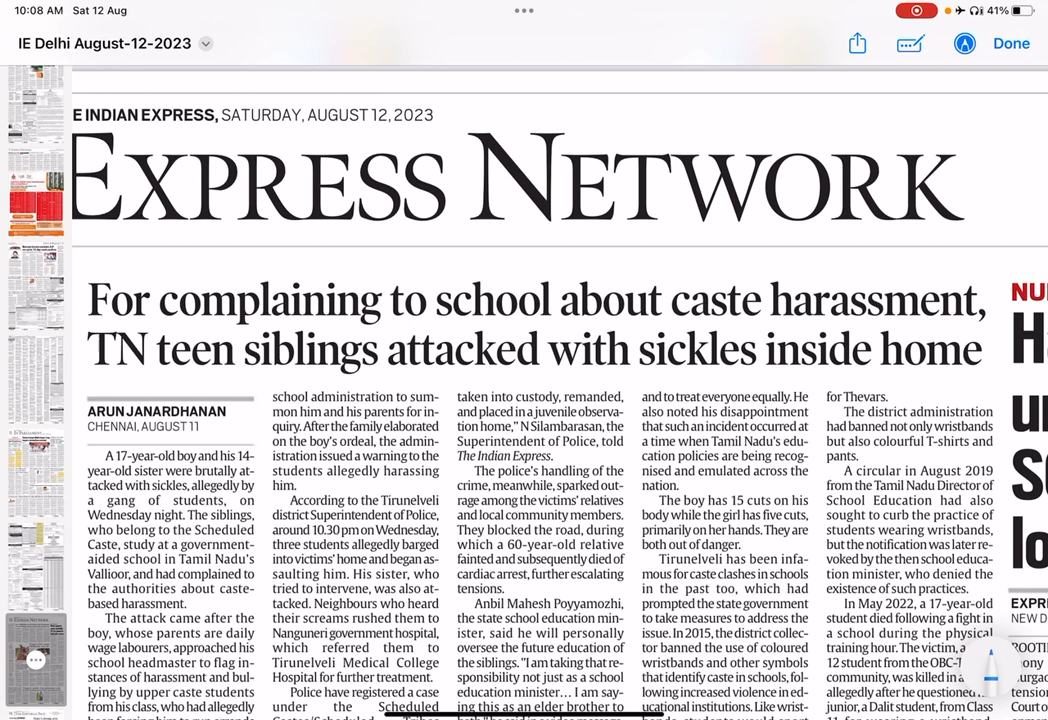 10:08 AM Sat 12 Aug
41%
IE Delhi August-12-2023
Done
E INDIAN EXPRESS, SATURDAY, AUGUST 12, 2023
EXPRESS NETWORK
For complaining to school about caste harassment,
TN teen siblings attacked with sickles inside home
ARUN JANARDHANAN
CHENNAI, AUGUST 11
A 17-year-old boy and his 14-
year-old sister were brutally at-
tacked with sickles, allegedly by
a gang of students, on
Wednesday night. The siblings,
who belong to the Scheduled
Caste, study at a government-
aided school in Tamil Nadu's
Vallioor, and had complained to
the authorities about caste-
based harassment.
The attack came after the
boy, whose parents are daily
wage labourers, approached his
school headmaster to flag in-
stances of harassment and bul-
lying by upper caste students
from his class, who had allegedly
school administration to sum-
mon him and his parents for in-
quiry. After the family elaborated
on the boy's ordeal, the admin-
istration issued a warning to the
students allegedly harassing
him.
According to the Tirunelveli
district Superintendent of Police,
around 10.30 pm on Wednesday,
three students allegedly barged
into victims' home and began as-
saulting him. His sister, who
tried to intervene, was also at-
tacked. Neighbours who heard
their screams rushed them to
Nanguneri government hospital,
which referred them to
Tirunelveli Medical College
Hospital for further treatment.
Police have registered a case
under the Scheduled
taken into custody, remanded,
and placed in a juvenile observa-
tion home," N Silambarasan, the
Superintendent of Police, told
The Indian Express.
The police's handling of the
crime, meanwhile, sparked out-
rage among the victims' relatives
and local community members.
They blocked the road, during
which a 60-year-old relative
fainted and subsequently died of
cardiac arrest, further escalating
tensions.
Anbil Mahesh Poyyamozhi,
the state school education min-
ister, said he will personally
oversee the future education of
the siblings. "I am taking that re-
sponsibility not just as a school
education minister... I am say-
ing this as an elder brother to
and to treat everyone equally. He
also noted his disappointment
that such an incident occurred at
a time when Tamil Nadu's edu-
cation policies are being recog-
nised and emulated across the
nation.
The boy has 15 cuts on his
body while the girl has five cuts,
primarily on her hands. They are
both out of danger.
Tirunelveli has been infa-
mous for caste clashes in schools
in the past too, which had
prompted the state government
to take measures to address the
issue. In 2015, the district collec-
tor banned the use of coloured
wristbands and other symbols
that identify caste in schools, fol-
lowing increased violence in ed-
ucational institutions. Like wrist-
for Thevars.
The district administration
had banned not only wristbands
but also colourful T-shirts and
pants.
A circular in August 2019
from the Tamil Nadu Director of
School Education had also
sought to curb the practice of
students wearing wristbands,
but the notification was later re-
voked by the then school educa-
tion minister, who denied the
existence of such practices.
In May 2022, a 17-year-old
student died following a fight in
a school during the physical
training hour. The victim, a
12 student from the OBC-
community, was killed in a
allegedly after he questioned
junior, a Dalit student, from Class
NU
H
u
S
lo
EXPR
NEW D